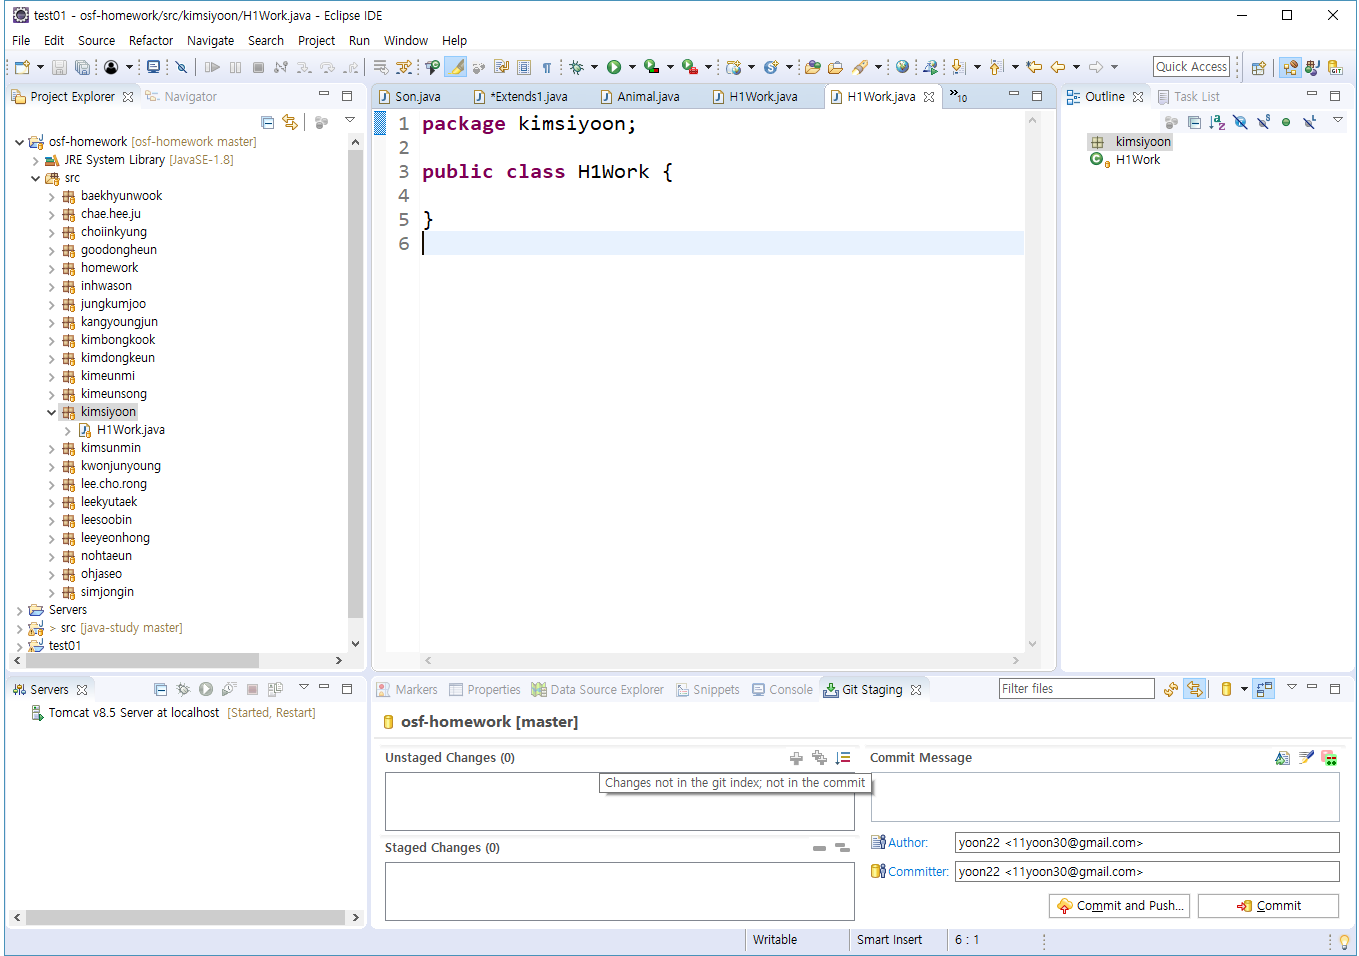 test01 - osf-homework/src/kimsiyoon/H1Work.java - Eclipse IDE
File Edit Source Refactor Navigate Search Project Run Window Help
Quick Access
Project Explorer
Navigator
osf-homework [osf-homework master]
JRE System Library [JavaSE-1.8]
src
baekhyunwook
chae.hee.ju
choiinkyung
goodongheun
homework
inhwason
jungkumjoo
kangyoungjun
kimbongkook
kimdongkeun
kimeunmi
kimeunsong
kimsiyoon
H1Work.java
kimsunmin
kwonjunyoung
lee.cho.rong
leekyutaek
leesoobin
leeyeonhong
nohtaeun
ohjaseo
simjongin
Servers
> src [java-study master]
test01
Son.java *Extends1.java Animal.java H1Work.java H1Work.java »10
1 package kimsiyoon;
2
3 public class H1Work {
4
5 }
6
Outline Task List
kimsiyoon
H1Work
Servers
Tomcat v8.5 Server at localhost [Started, Restart]
Markers Properties Data Source Explorer Snippets Console Git Staging
Filter files
osf-homework [master]
Unstaged Changes (0)
Changes not in the git index; not in the commit
Staged Changes (0)
Commit Message
Author: yoon22 <11yoon30@gmail.com>
Committer: yoon22 <11yoon30@gmail.com>
Commit and Push... Commit
Writable Smart Insert 6 : 1